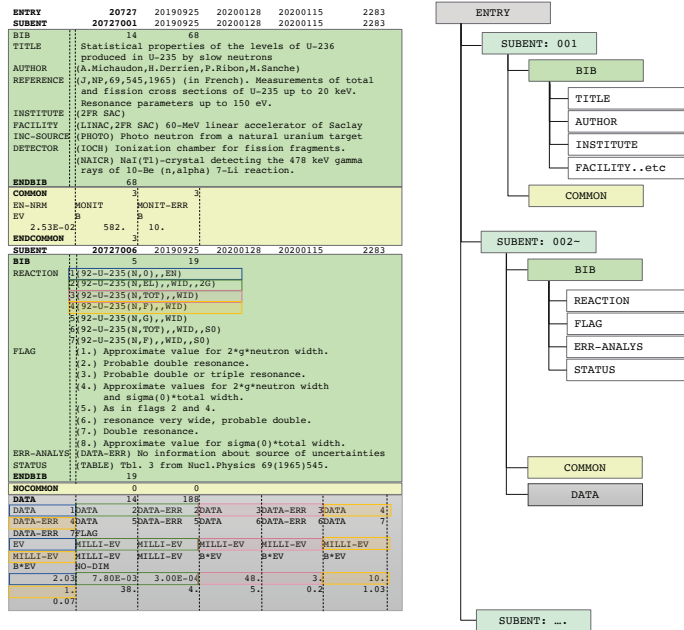 ENTRY 20727 20190925 20200128 20200115 2283
SUBENT 20727001 20190925 20200128 20200115 2283
BIB 14 68
TITLE Statistical properties of the levels of U-236
produced in U-235 by slow neutrons
AUTHOR (A.Michaudon,H.Derrien,P.Ribon,M.Sanche)
REFERENCE (J,NP,69,545,1965) (in French). Measurements of total
and fission cross sections of U-235 up to 20 keV.
Resonance parameters up to 150 eV.
INSTITUTE (2FR SAC)
FACILITY (LINAC,2FR SAC) 60-MeV linear accelerator of Saclay
INC-SOURCE (PHOTO) Photo neutron from a natural uranium target
DETECTOR (IOCH) Ionization chamber for fission fragments.
(NAICR) NaI(Tl)-crystal detecting the 478 keV gamma
rays of 10-Be (n,alpha) 7-Li reaction.
ENDBIB 68
COMMON 3 3
EN-NRM MONIT MONIT-ERR
EV B B
2.53E-02 582. 10.
ENDCOMMON 3
SUBENT 20727006 20190925 20200128 20200115 2283
BIB 5 19
REACTION 1(92-U-235(N,0),,EN)
2(92-U-235(N,EL),,WID,,2G)
3(92-U-235(N,TOT),,WID)
4(92-U-235(N,F),,WID)
5(92-U-235(N,G),,WID)
6(92-U-235(N,TOT),,WID,,S0)
7(92-U-235(N,F),,WID,,S0)
FLAG (1.) Approximate value for 2*g*neutron width.
(2.) Probable double resonance.
(3.) Probable double or triple resonance.
(4.) Approximate values for 2*g*neutron width
and sigma(0)*total width.
(5.) As in flags 2 and 4.
(6.) resonance very wide, probable double.
(7.) Double resonance.
(8.) Approximate value for sigma(0)*total width.
ERR-ANALYS (DATA-ERR) No information about source of uncertainties
STATUS (TABLE) Tbl. 3 from Nucl.Physics 69(1965)545.
ENDBIB 19
NOCOMMON 0 0
DATA 14 188
DATA 1DATA 2DATA-ERR 2DATA 3DATA-ERR 3DATA 4
DATA-ERR 4DATA 5DATA-ERR 5DATA 6DATA-ERR 6DATA 7
DATA-ERR 7FLAG
EV MILLI-EV MILLI-EV MILLI-EV MILLI-EV MILLI-EV
MILLI-EV MILLI-EV MILLI-EV B*EV B*EV B*EV
B*EV NO-DIM
2.03 7.80E-03 3.00E-04 48. 3. 10.
1. 38. 4. 5. 0.2 1.03
0.07
ENTRY
SUBENT: 001
BIB
TITLE
AUTHOR
INSTITUTE
FACILITY..etc
COMMON
SUBENT: 002~
BIB
REACTION
FLAG
ERR-ANALYS
STATUS
COMMON
DATA
SUBENT: ….